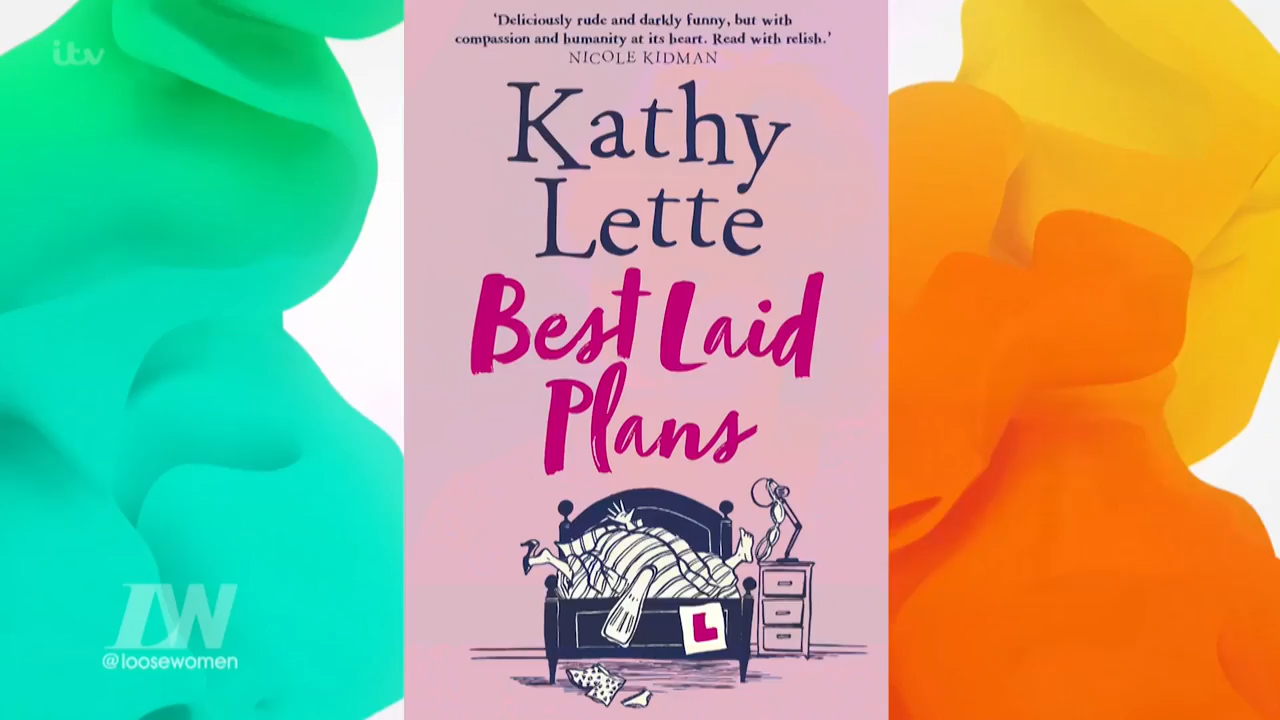 itv
‘Deliciously rude and darkly funny, but with
compassion and humanity at its heart. Read with relish.’
NICOLE KIDMAN
Kathy
Lette
Best Laid
Plans
L
LW
@loosewomen